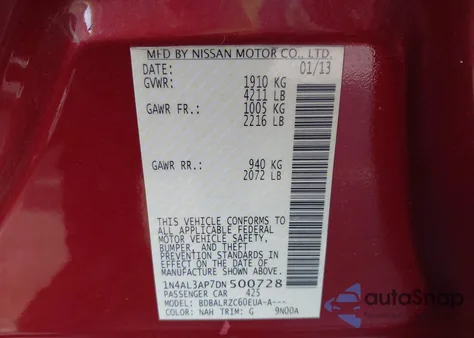 MFD BY NISSAN MOTOR CO., LTD.
DATE: 01/13
GVWR: 1910 KG
4211 LB
GAWR FR.: 1005 KG
2216 LB
GAWR RR.: 940 KG
2072 LB
THIS VEHICLE CONFORMS TO
ALL APPLICABLE FEDERAL
MOTOR VEHICLE SAFETY,
BUMPER, AND THEFT
PREVENTION STANDARDS
IN EFFECT ON THE DATE OF
MANUFACTURE SHOWN ABOVE.
1N4AL3AP7DN500728
PASSENGER CAR 425
MODEL: BDBALRZC6DEUA-A---
COLOR: NAH TRIM: G 9N00A
autoSnap